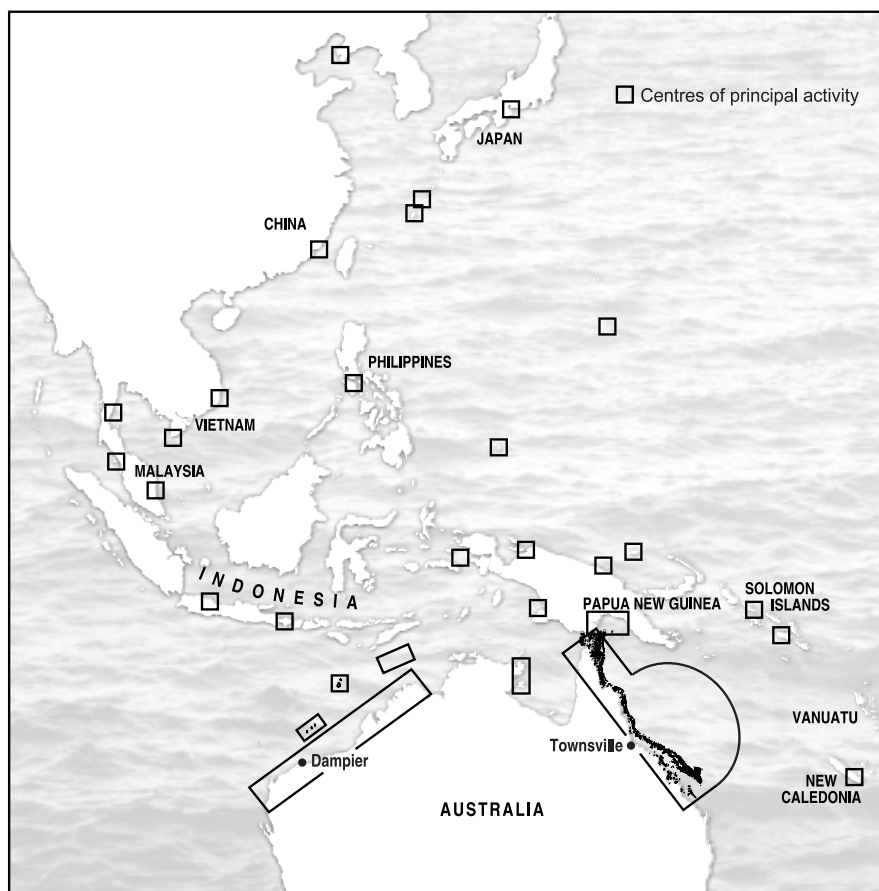 Centres of principal activity
JAPAN
CHINA
PHILIPPINES
VIETNAM
MALAYSIA
INDONESIA
PAPUA NEW GUINEA
SOLOMON
ISLANDS
VANUATU
Townsville
Dampier
NEW
CALEDONIA
AUSTRALIA